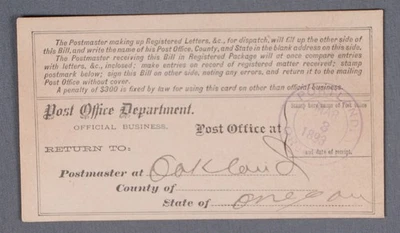 The Postmaster making up Registered Letters, &c., for dispatch, will fill up the other side of
this Bill, and write the name of his Post Office, County, and State in the blank address on this side.
The Postmaster receiving this Bill in Registered Package will at once compare entries
with letters, &c., inclosed; make entries on record of registered matter received; stamp
postmark below; sign this Bill on other side, noting any errors, and return it to the mailing
Post Office without cover.
A penalty of $300 is fixed by law for using this card on other than official business.
Post Office Department.
OFFICIAL BUSINESS.
Post Office at
RETURN TO:
Postmaster at Oakland
County of
State of Oregon
and date of receipt.